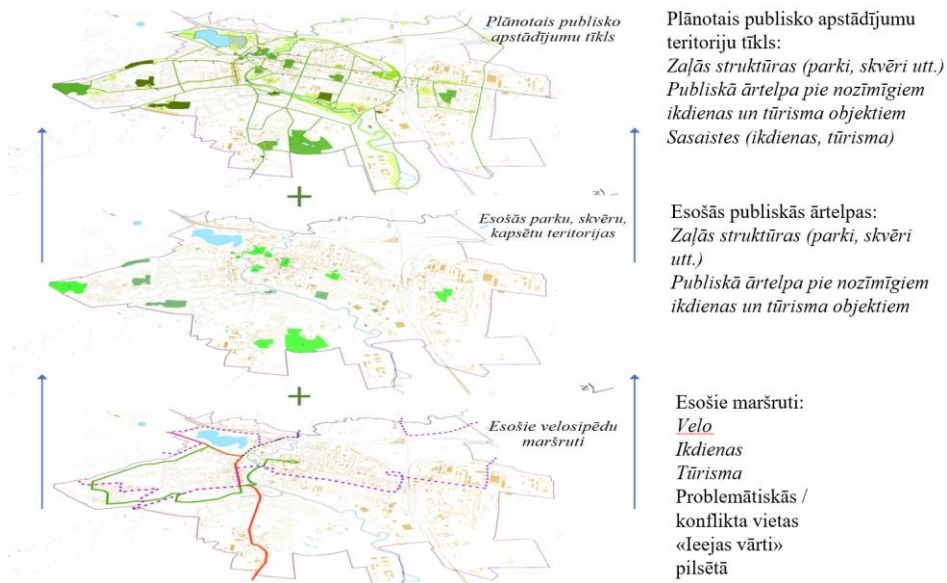 Plānotais publisko
apstādījumu tīkls
Plānotais publisko apstādījumu
teritoriju tīkls:
Zaļās struktūras (parki, skvēri utt.)
Publiskā ārtelpa pie nozīmīgiem
ikdienas un tūrisma objektiem
Sasaistes (ikdienas, tūrisma)
+
Esošās parku, skvēru,
kapsētu teritorijas
Esošās publiskās ārtelpas:
Zaļās struktūras (parki, skvēri
utt.)
Publiskā ārtelpa pie nozīmīgiem
ikdienas un tūrisma objektiem
+
Esošie velosipēdu
maršruti
Esošie maršruti:
Velo
Ikdienas
Tūrisma
Problemātiskās /
konflikta vietas
«Ieejas vārti»
pilsētā